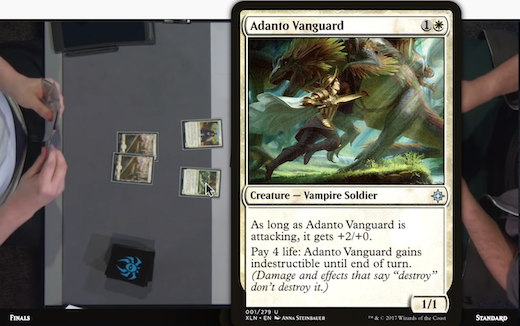 Adanto Vanguard 1
Creature — Vampire Soldier
As long as Adanto Vanguard is
attacking, it gets +2/+0.
Pay 4 life: Adanto Vanguard gains
indestructible until end of turn.
(Damage and effects that say "destroy"
don't destroy it.)
1/1
001/279 U
XLN • EN Anna Steinbauer
™ & © 2017 Wizards of the Coast
Finals
Standard